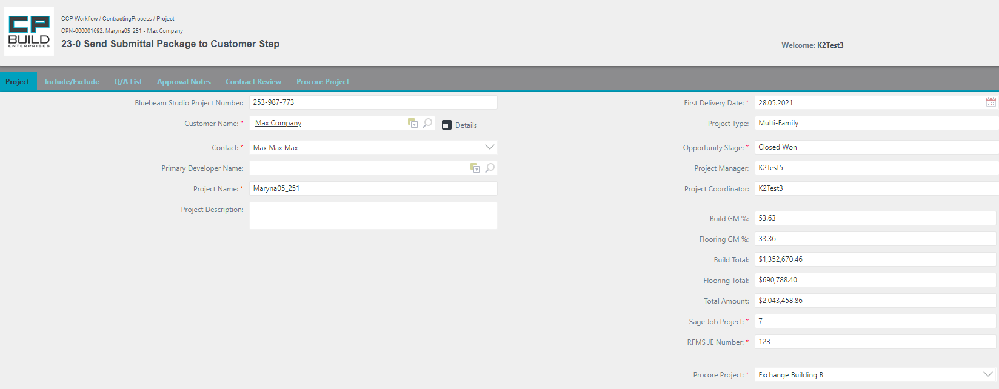 CP
BUILD
ENTERPRISES
CCP Workflow / ContractingProcess / Project
OPN-000001692: Maryna05_251 - Max Company
23-0 Send Submittal Package to Customer Step
Welcome: K2Test3
Project Include/Exclude Q/A List Approval Notes Contract Review Procore Project
Bluebeam Studio Project Number: 253-987-773
Customer Name: * Max Company Details
Contact: * Max Max Max
Primary Developer Name:
Project Name: * Maryna05_251
Project Description:
First Delivery Date: * 28.05.2021
Project Type: Multi-Family
Opportunity Stage: * Closed Won
Project Manager: K2Test5
Project Coordinator: K2Test3
Build GM %: 53.63
Flooring GM %: 33.36
Build Total: $1,352,670.46
Flooring Total: $690,788.40
Total Amount: $2,043,458.86
Sage Job Project: * 7
RFMS JE Number: * 123
Procore Project: * Exchange Building B